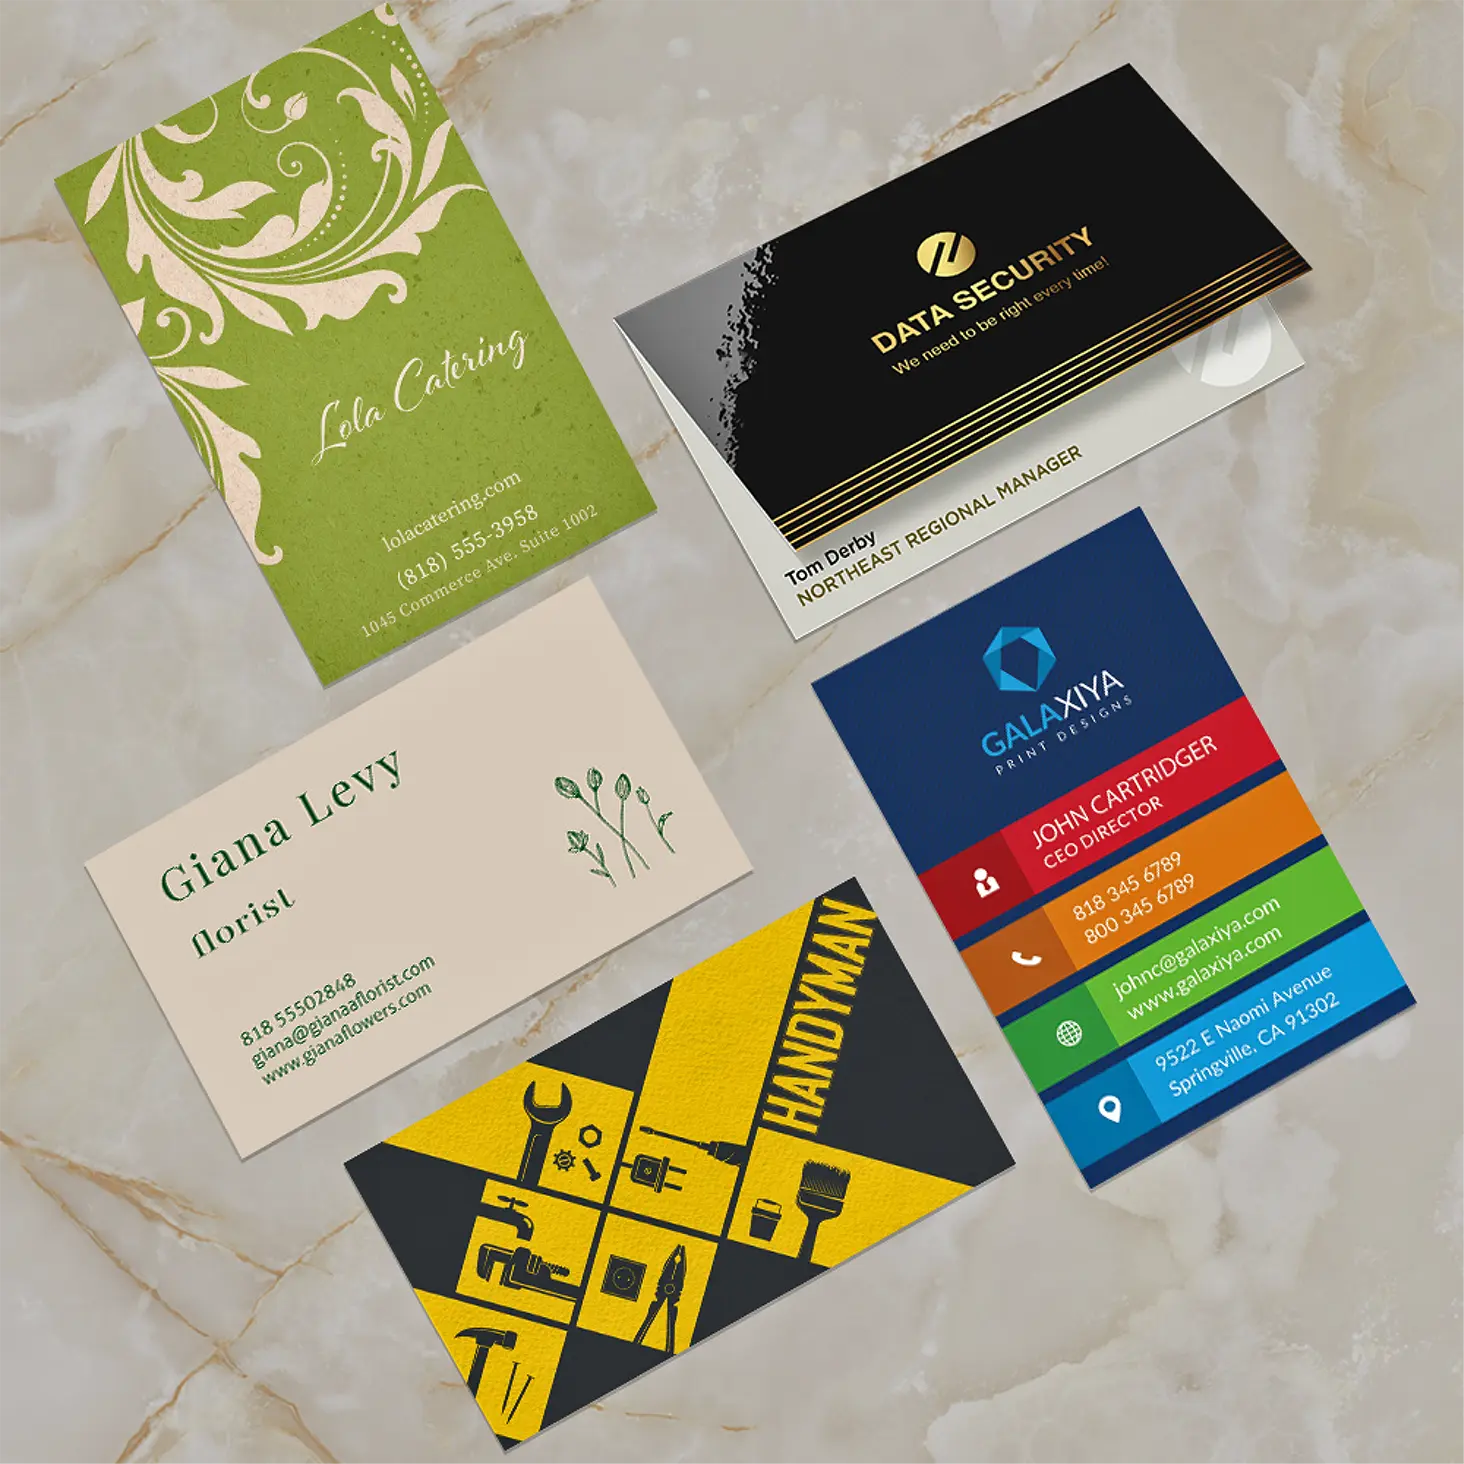 Lola Catering
lolacatering.com
(818) 555-3958
1045 Commerce Ave. Suite 1002
DATA SECURITY
We need to be right every time!
Tom Derby
NORTHEAST REGIONAL MANAGER
Giana Levy
florist
818 55502848
giana@gianaflorist.com
www.gianaflowers.com
GALAXIYA
PRINT DESIGNS
JOHN CARTRIDGER
CEO DIRECTOR
818 345 6789
800 345 6789
johnc@galaxiya.com
www.galaxiya.com
9522 E Naomi Avenue
Springville, CA 91302
HANDYMAN